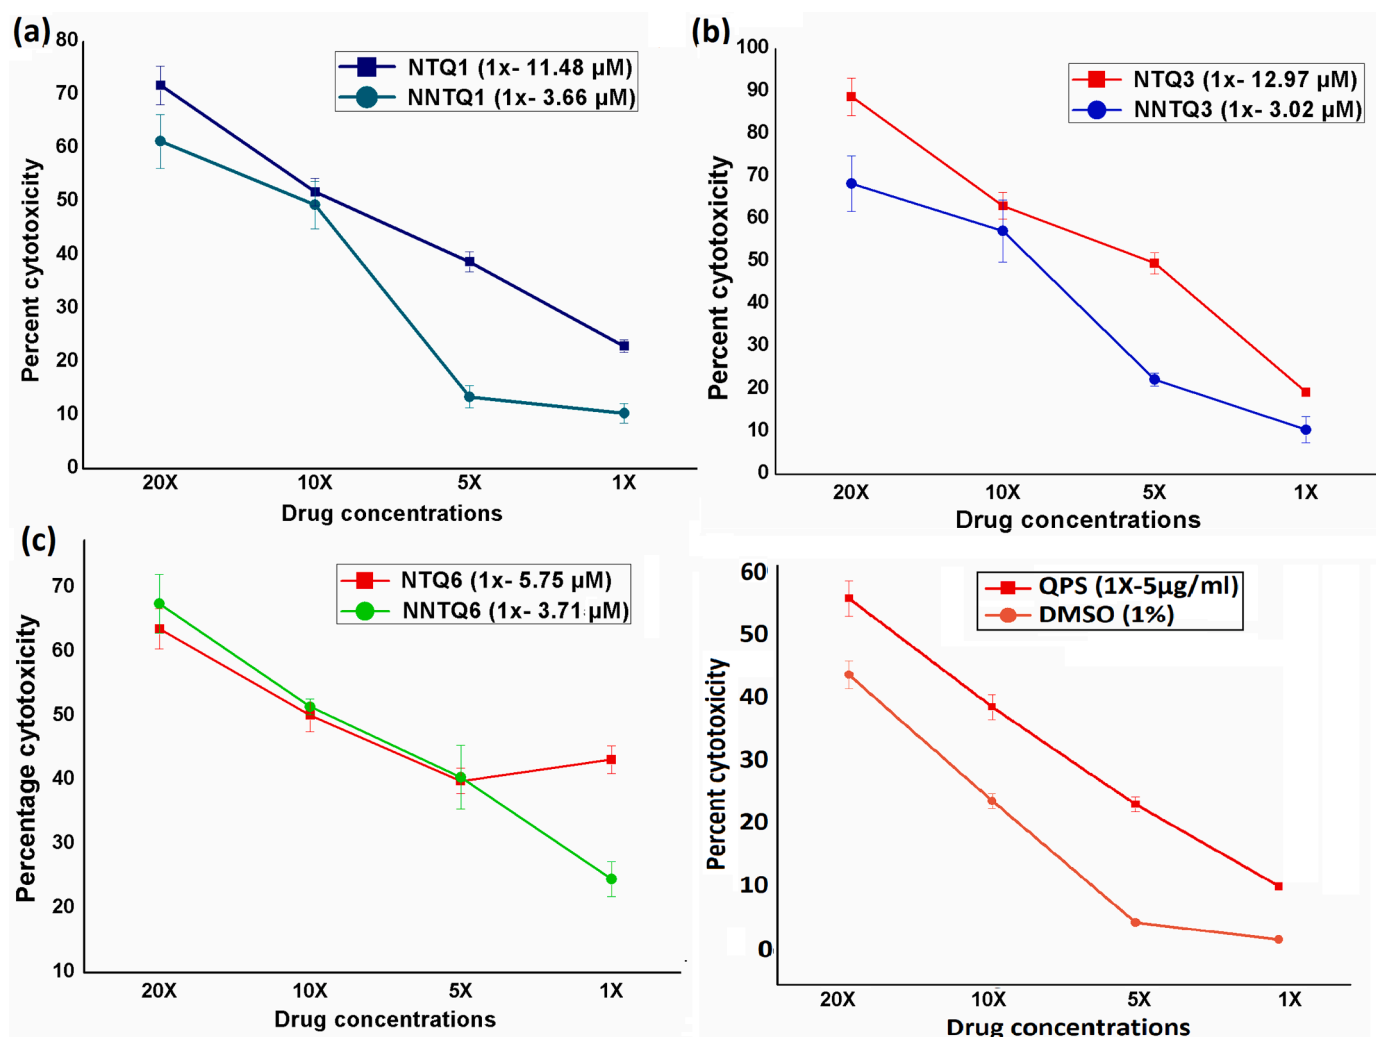 (a)
80
70
60
50
40
30
20
10
0
Percent cytotoxicity
NTQ1 (1x- 11.48 µM)
NNTQ1 (1x- 3.66 µM)
20X 10X 5X 1X
Drug concentrations
(b)
100
90
80
70
60
50
40
30
20
10
0
Percent cytotoxicity
NTQ3 (1x- 12.97 µM)
NNTQ3 (1x- 3.02 µM)
20X 10X 5X 1X
Drug concentrations
(c)
70
60
50
40
30
20
10
Percentage cytotoxicity
NTQ6 (1x- 5.75 µM)
NNTQ6 (1x- 3.71 µM)
20X 10X 5X 1X
Drug concentrations
60
50
40
30
20
10
0
Percent cytotoxicity
QPS (1X-5µg/ml)
DMSO (1%)
20X 10X 5X 1X
Drug concentrations